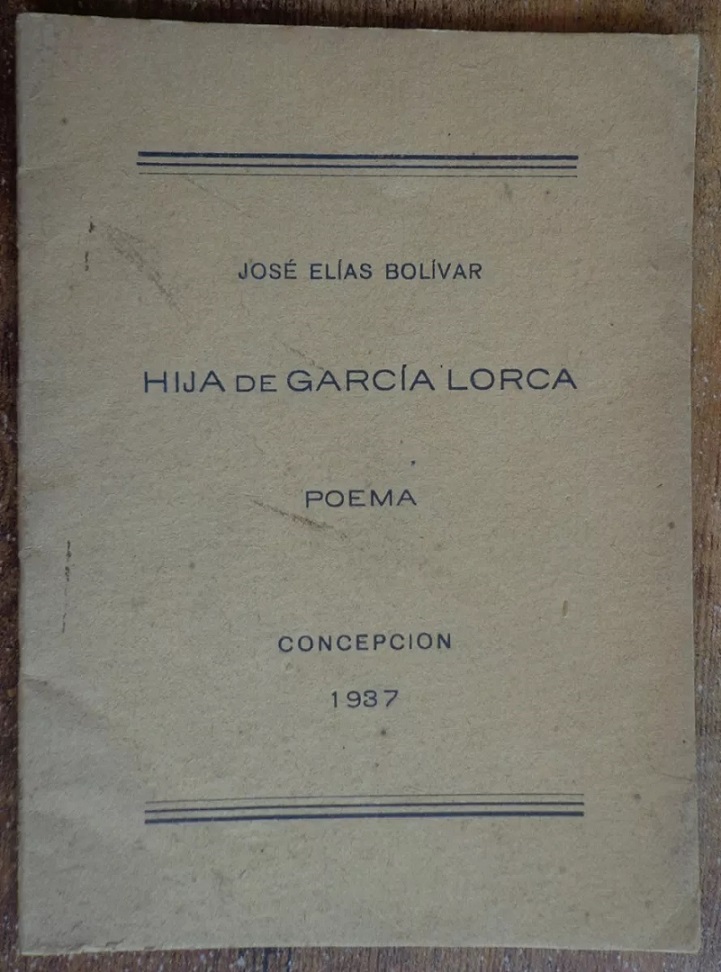 JOSÉ ELÍAS BOLÍVAR
HIJA DE GARCÍA LORCA
POEMA
CONCEPCION
1937